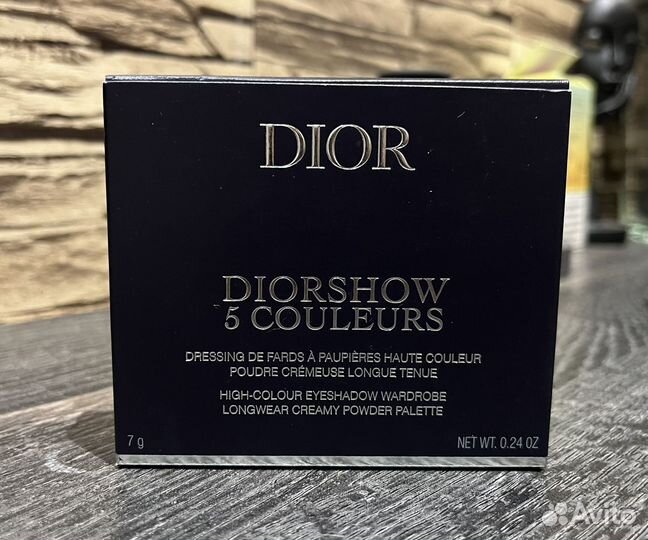 DIOR
DIORSHOW
5 COULEURS
DRESSING DE FARDS À PAUPIÈRES HAUTE COULEUR
POUDRE CRÉMEUSE LONGUE TENUE
HIGH-COLOUR EYESHADOW WARDROBE
LONGWEAR CREAMY POWDER PALETTE
7 g
NET WT. 0.24 OZ
Avito